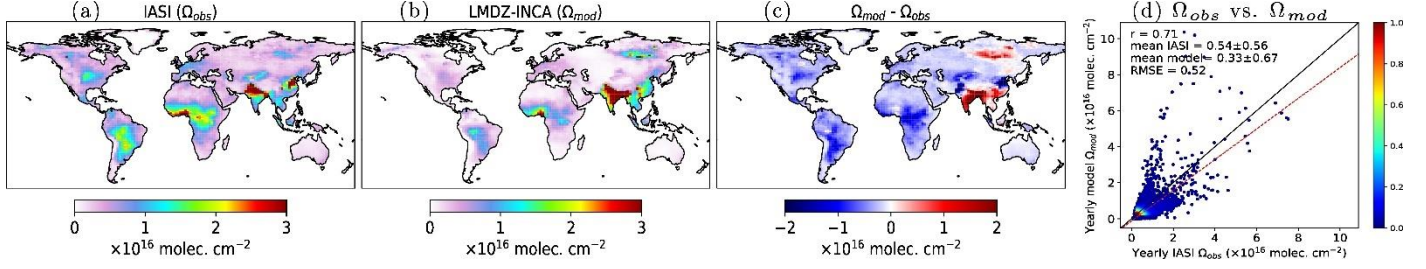 (a) IASI (Ω_obs)
0 1 2 3
×10^16 molec. cm^−2
(b) LMDZ-INCA (Ω_mod)
0 1 2 3
×10^16 molec. cm^−2
(c) Ω_mod - Ω_obs
−2 −1 0 1 2
×10^16 molec. cm^−2
(d) Ω_obs vs. Ω_mod
r = 0.71
mean IASI = 0.54±0.56
mean model = 0.33±0.67
RMSE = 0.52
Yearly model Ω_mod (×10^16 molec. cm^−2)
10
8
6
4
2
0
0 2 4 6 8 10
Yearly IASI Ω_obs (×10^16 molec. cm^−2)
1.0
0.8
0.6
0.4
0.2
0.0